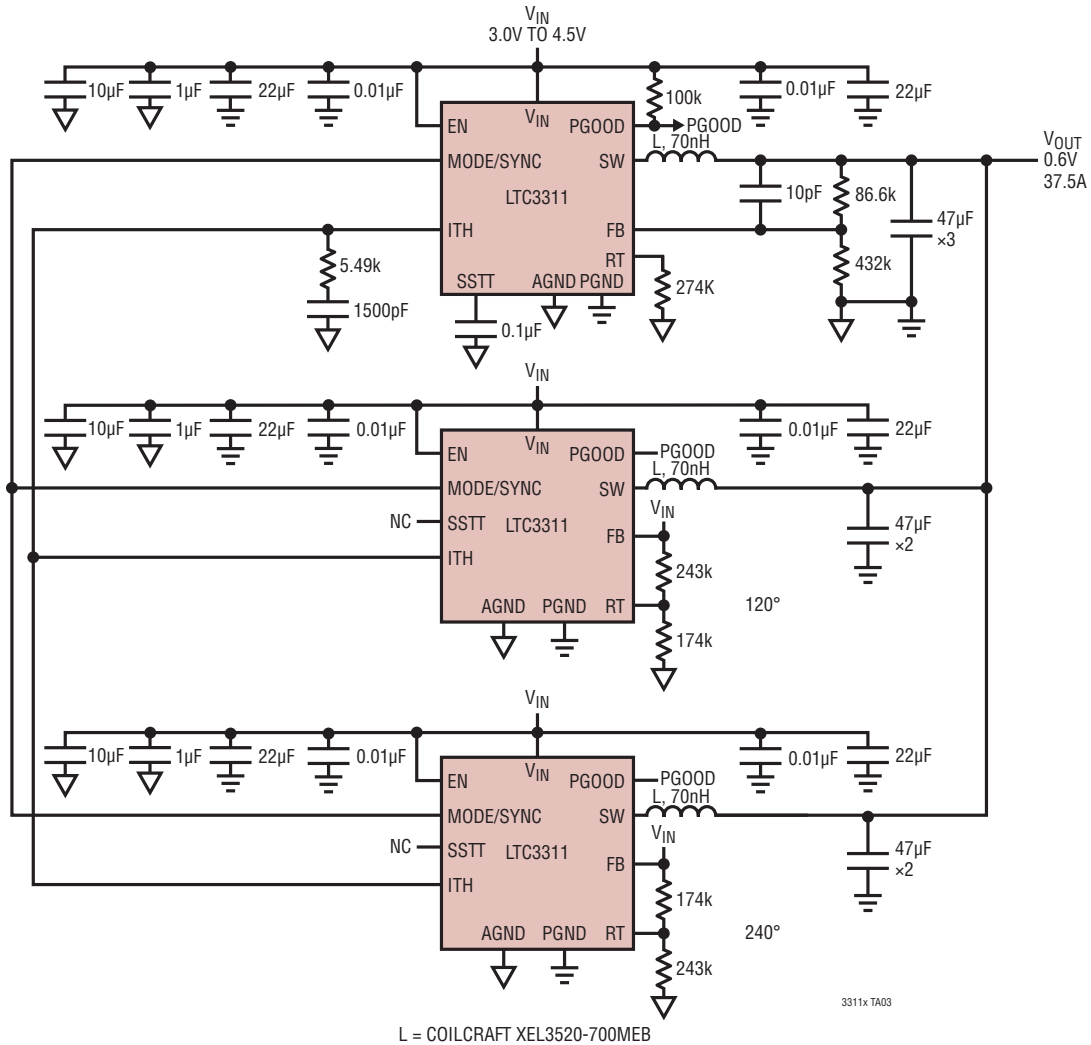 VIN
3.0V TO 4.5V
10µF
1µF
22µF
0.01µF
100k
0.01µF
22µF
EN
VIN
PGOOD
PGOOD
L, 70nH
MODE/SYNC
SW
VOUT
0.6V
37.5A
LTC3311
10pF
86.6k
47µF
×3
ITH
FB
5.49k
RT
432k
SSTT
AGND
PGND
274K
1500pF
0.1µF
VIN
10µF
1µF
22µF
0.01µF
0.01µF
22µF
EN
VIN
PGOOD
PGOOD
L, 70nH
MODE/SYNC
SW
NC
SSTT
LTC3311
VIN
FB
47µF
×2
ITH
243k
AGND
PGND
RT
120°
174k
VIN
10µF
1µF
22µF
0.01µF
0.01µF
22µF
EN
VIN
PGOOD
PGOOD
L, 70nH
MODE/SYNC
SW
NC
SSTT
LTC3311
VIN
FB
47µF
×2
ITH
174k
AGND
PGND
RT
240°
243k
3311x TA03
L = COILCRAFT XEL3520-700MEB